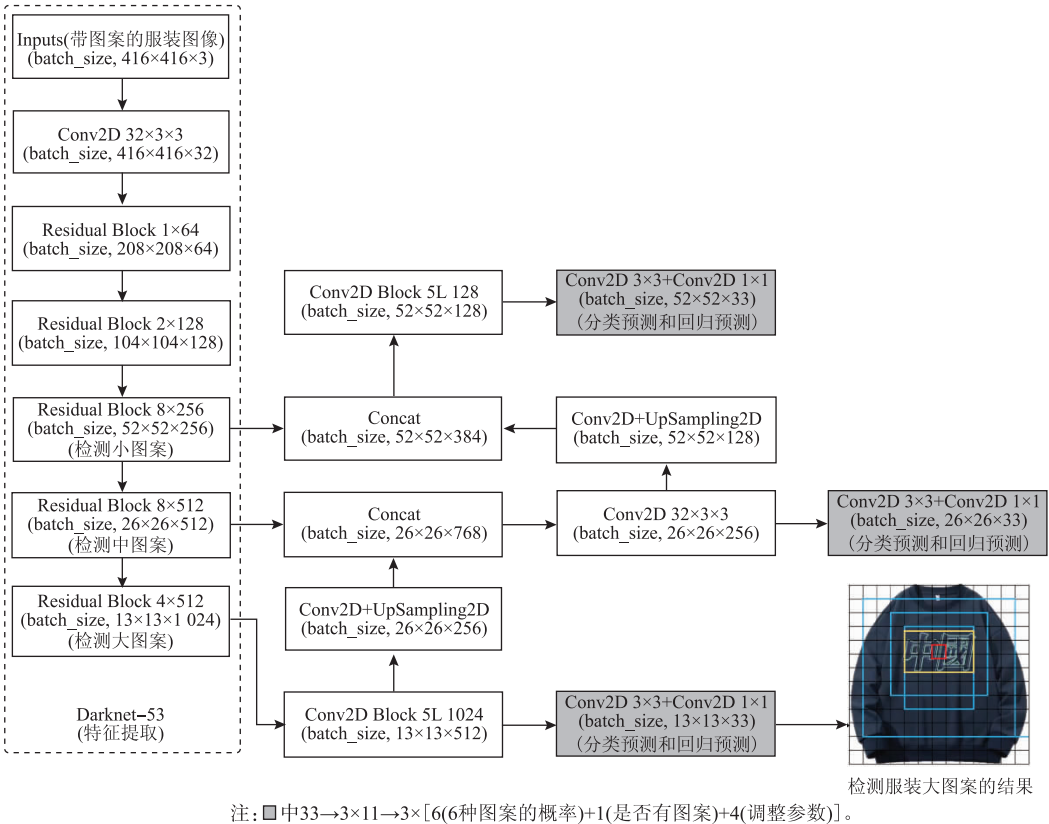 Inputs(带图案的服装图像)
(batch_size, 416×416×3)
Conv2D 32×3×3
(batch_size, 416×416×32)
Residual Block 1×64
(batch_size, 208×208×64)
Residual Block 2×128
(batch_size, 104×104×128)
Residual Block 8×256
(batch_size, 52×52×256)
(检测小图案)
Residual Block 8×512
(batch_size, 26×26×512)
(检测中图案)
Residual Block 4×512
(batch_size, 13×13×1 024)
(检测大图案)
Darknet-53
(特征提取)
Conv2D Block 5L 128
(batch_size, 52×52×128)
Conv2D 3×3+Conv2D 1×1
(batch_size, 52×52×33)
(分类预测和回归预测)
Concat
(batch_size, 52×52×384)
Conv2D+UpSampling2D
(batch_size, 52×52×128)
Concat
(batch_size, 26×26×768)
Conv2D 32×3×3
(batch_size, 26×26×256)
Conv2D 3×3+Conv2D 1×1
(batch_size, 26×26×33)
(分类预测和回归预测)
Conv2D+UpSampling2D
(batch_size, 26×26×256)
Conv2D Block 5L 1024
(batch_size, 13×13×512)
Conv2D 3×3+Conv2D 1×1
(batch_size, 13×13×33)
(分类预测和回归预测)
中國
检测服装大图案的结果
注:■中33→3×11→3×[6(6种图案的概率)+1(是否有图案)+4(调整参数)]。